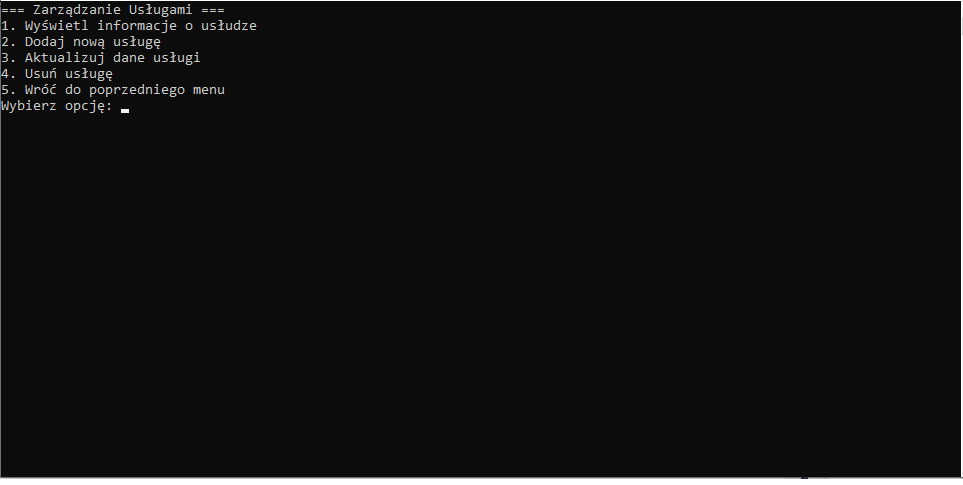 === Zarządzanie Usługami ===
1. Wyświetl informacje o usłudze
2. Dodaj nową usługę
3. Aktualizuj dane usługi
4. Usuń usługę
5. Wróć do poprzedniego menu
Wybierz opcję: